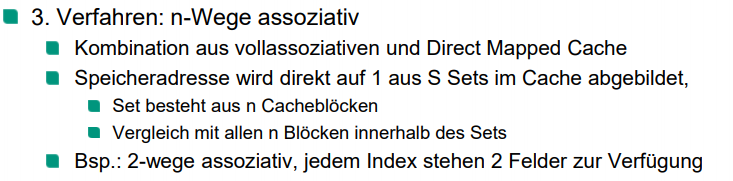 3. Verfahren: n-Wege assoziativ
Kombination aus vollassoziativen und Direct Mapped Cache
Speicheradresse wird direkt auf 1 aus S Sets im Cache abgebildet,
Set besteht aus n Cacheblöcken
Vergleich mit allen n Blöcken innerhalb des Sets
Bsp.: 2-wege assoziativ, jedem Index stehen 2 Felder zur Verfügung